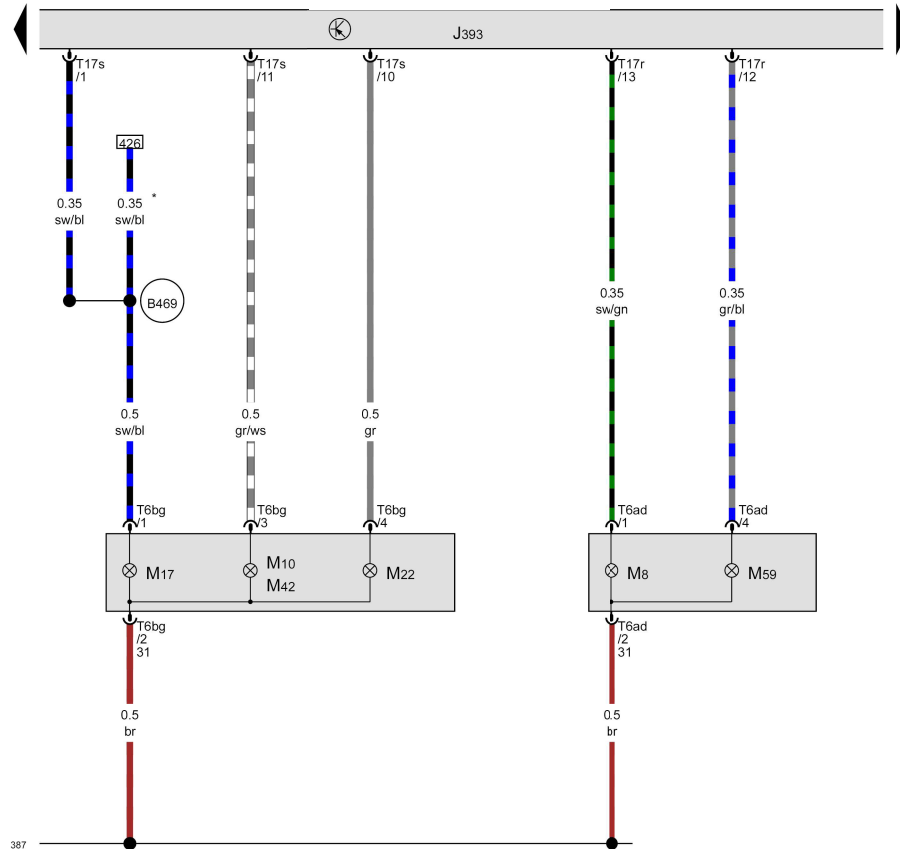 J393
T17s
/1
T17s
/11
T17s
/10
T17r
/13
T17r
/12
426
0.35
sw/bl
0.35
sw/bl
*
B469
0.35
sw/gn
0.35
gr/bl
0.5
sw/bl
0.5
gr/ws
0.5
gr
T6bg
/1
T6bg
/3
T6bg
/4
T6ad
/1
T6ad
/4
M17
M10
M42
M22
M8
M59
T6bg
/2
31
T6ad
/2
31
0.5
br
0.5
br
387